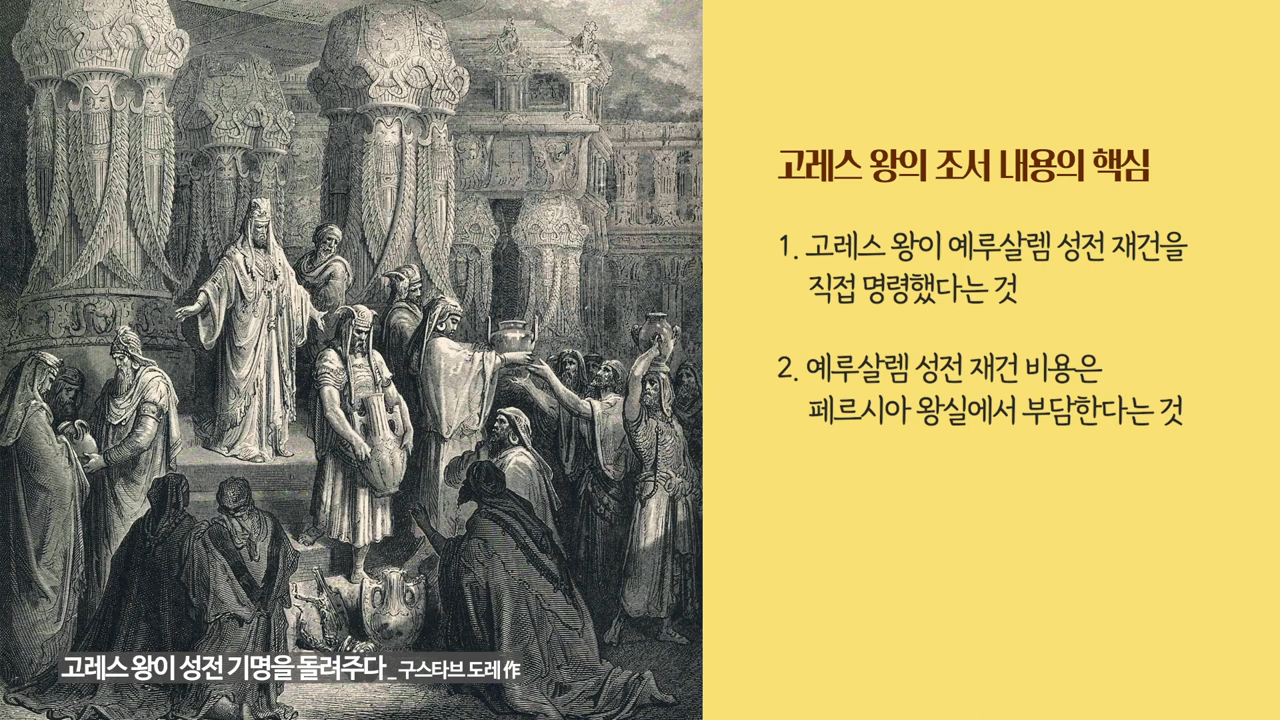 고레스 왕의 조서 내용의 핵심
1. 고레스 왕이 예루살렘 성전 재건을
직접 명령했다는 것
2. 예루살렘 성전 재건 비용은
페르시아 왕실에서 부담한다는 것
고레스 왕이 성전 기명을 돌려주다_구스타브 도레 作